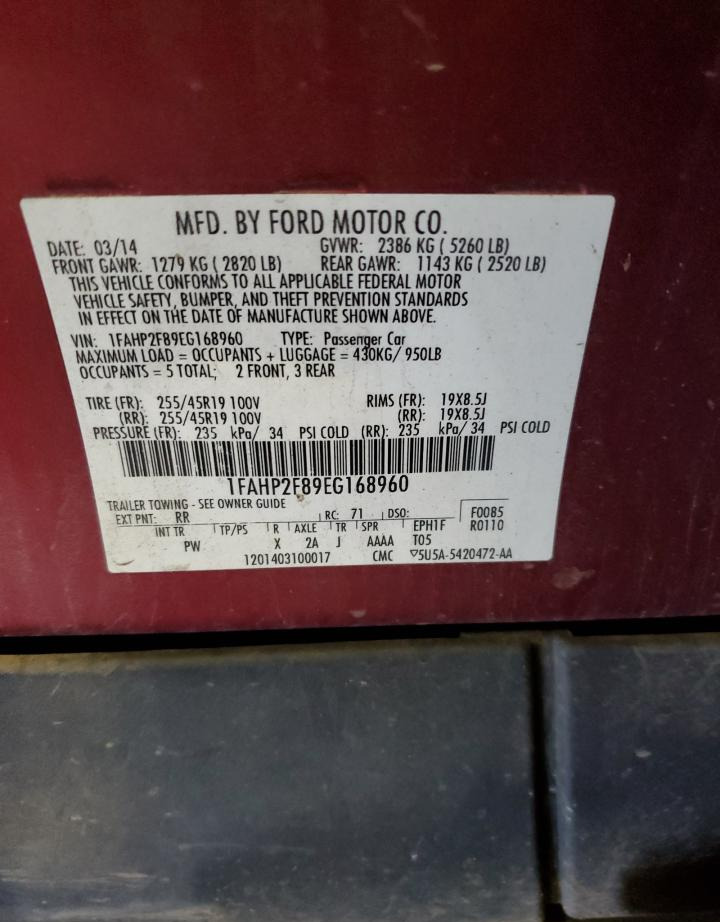 MFD. BY FORD MOTOR CO.
DATE: 03/14 GVWR: 2386 KG ( 5260 LB)
FRONT GAWR: 1279 KG ( 2820 LB) REAR GAWR: 1143 KG ( 2520 LB)
THIS VEHICLE CONFORMS TO ALL APPLICABLE FEDERAL MOTOR
VEHICLE SAFETY, BUMPER, AND THEFT PREVENTION STANDARDS
IN EFFECT ON THE DATE OF MANUFACTURE SHOWN ABOVE.
VIN: 1FAHP2F89EG168960 TYPE: Passenger Car
MAXIMUM LOAD = OCCUPANTS + LUGGAGE = 430KG/ 950LB
OCCUPANTS = 5 TOTAL; 2 FRONT, 3 REAR
TIRE (FR): 255/45R19 100V RIMS (FR): 19X8.5J
(RR): 255/45R19 100V (RR): 19X8.5J
PRESSURE (FR): 235 kPa/ 34 PSI COLD (RR): 235 kPa/ 34 PSI COLD
1FAHP2F89EG168960
TRAILER TOWING - SEE OWNER GUIDE
EXT PNT: RR RC: 71 DSO: F0085
INT TR TP/PS R AXLE TR SPR EPH1F R0110
PW X 2A J AAAA T05
1201403100017 CMC ▽5U5A-5420472-AA